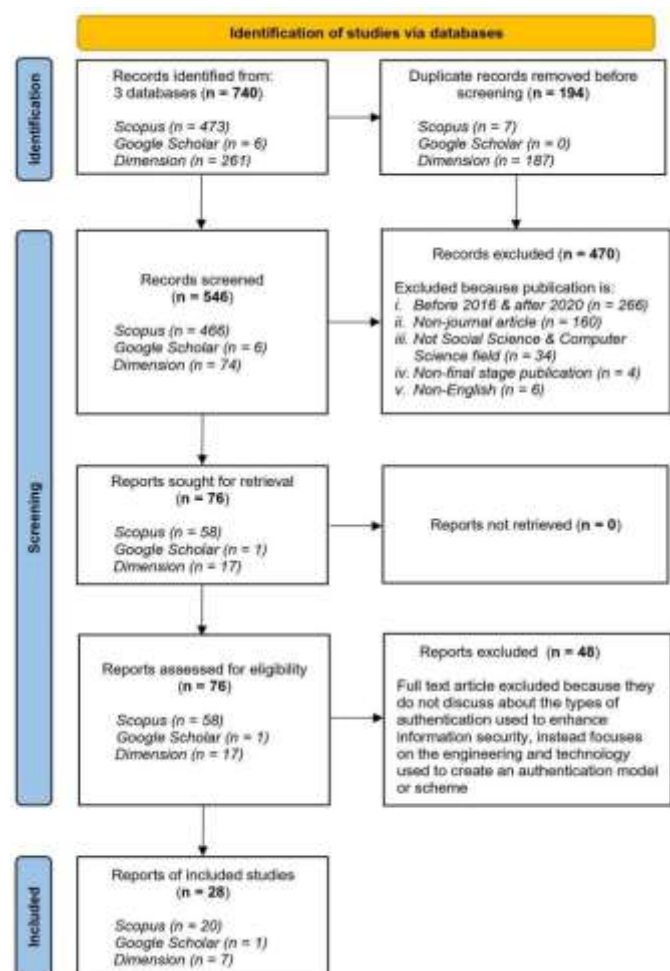 Identification of studies via databases
Identification
Records identified from:
3 databases (n = 740)
Scopus (n = 473)
Google Scholar (n = 6)
Dimension (n = 261)
Duplicate records removed before
screening (n = 194)
Scopus (n = 7)
Google Scholar (n = 0)
Dimension (n = 187)
Screening
Records screened
(n = 546)
Scopus (n = 466)
Google Scholar (n = 6)
Dimension (n = 74)
Records excluded (n = 470)
Excluded because publication is:
i. Before 2016 & after 2020 (n = 266)
ii. Non-journal article (n = 160)
iii. Not Social Science & Computer
Science field (n = 34)
iv. Non-final stage publication (n = 4)
v. Non-English (n = 6)
Reports sought for retrieval
(n = 76)
Scopus (n = 58)
Google Scholar (n = 1)
Dimension (n = 17)
Reports not retrieved (n = 0)
Reports assessed for eligibility
(n = 76)
Scopus (n = 58)
Google Scholar (n = 1)
Dimension (n = 17)
Reports excluded (n = 48)
Full text article excluded because they
do not discuss about the types of
authentication used to enhance
information security, instead focuses
on the engineering and technology
used to create an authentication model
or scheme
Included
Reports of included studies
(n = 28)
Scopus (n = 20)
Google Scholar (n = 1)
Dimension (n = 7)